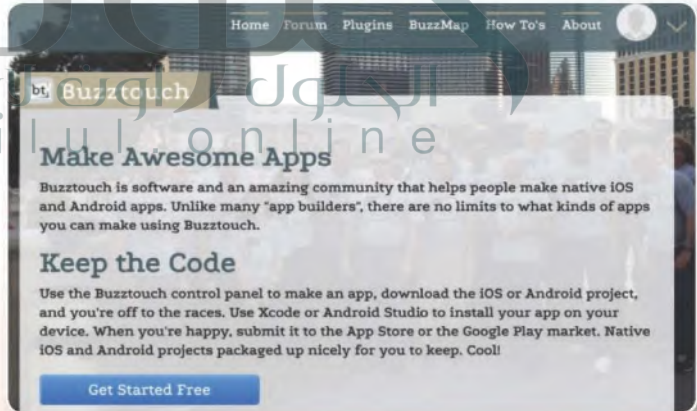 Home Forum Plugins BuzzMap How To's About
bt, Buzztouch
الحلول اون
online
Make Awesome Apps
Buzztouch is software and an amazing community that helps people make native iOS
and Android apps. Unlike many "app builders", there are no limits to what kinds of apps
you can make using Buzztouch.
Keep the Code
Use the Buzztouch control panel to make an app, download the iOS or Android project,
and you're off to the races. Use Xcode or Android Studio to install your app on your
device. When you're happy, submit it to the App Store or the Google Play market. Native
iOS and Android projects packaged up nicely for you to keep. Cool!
Get Started Free